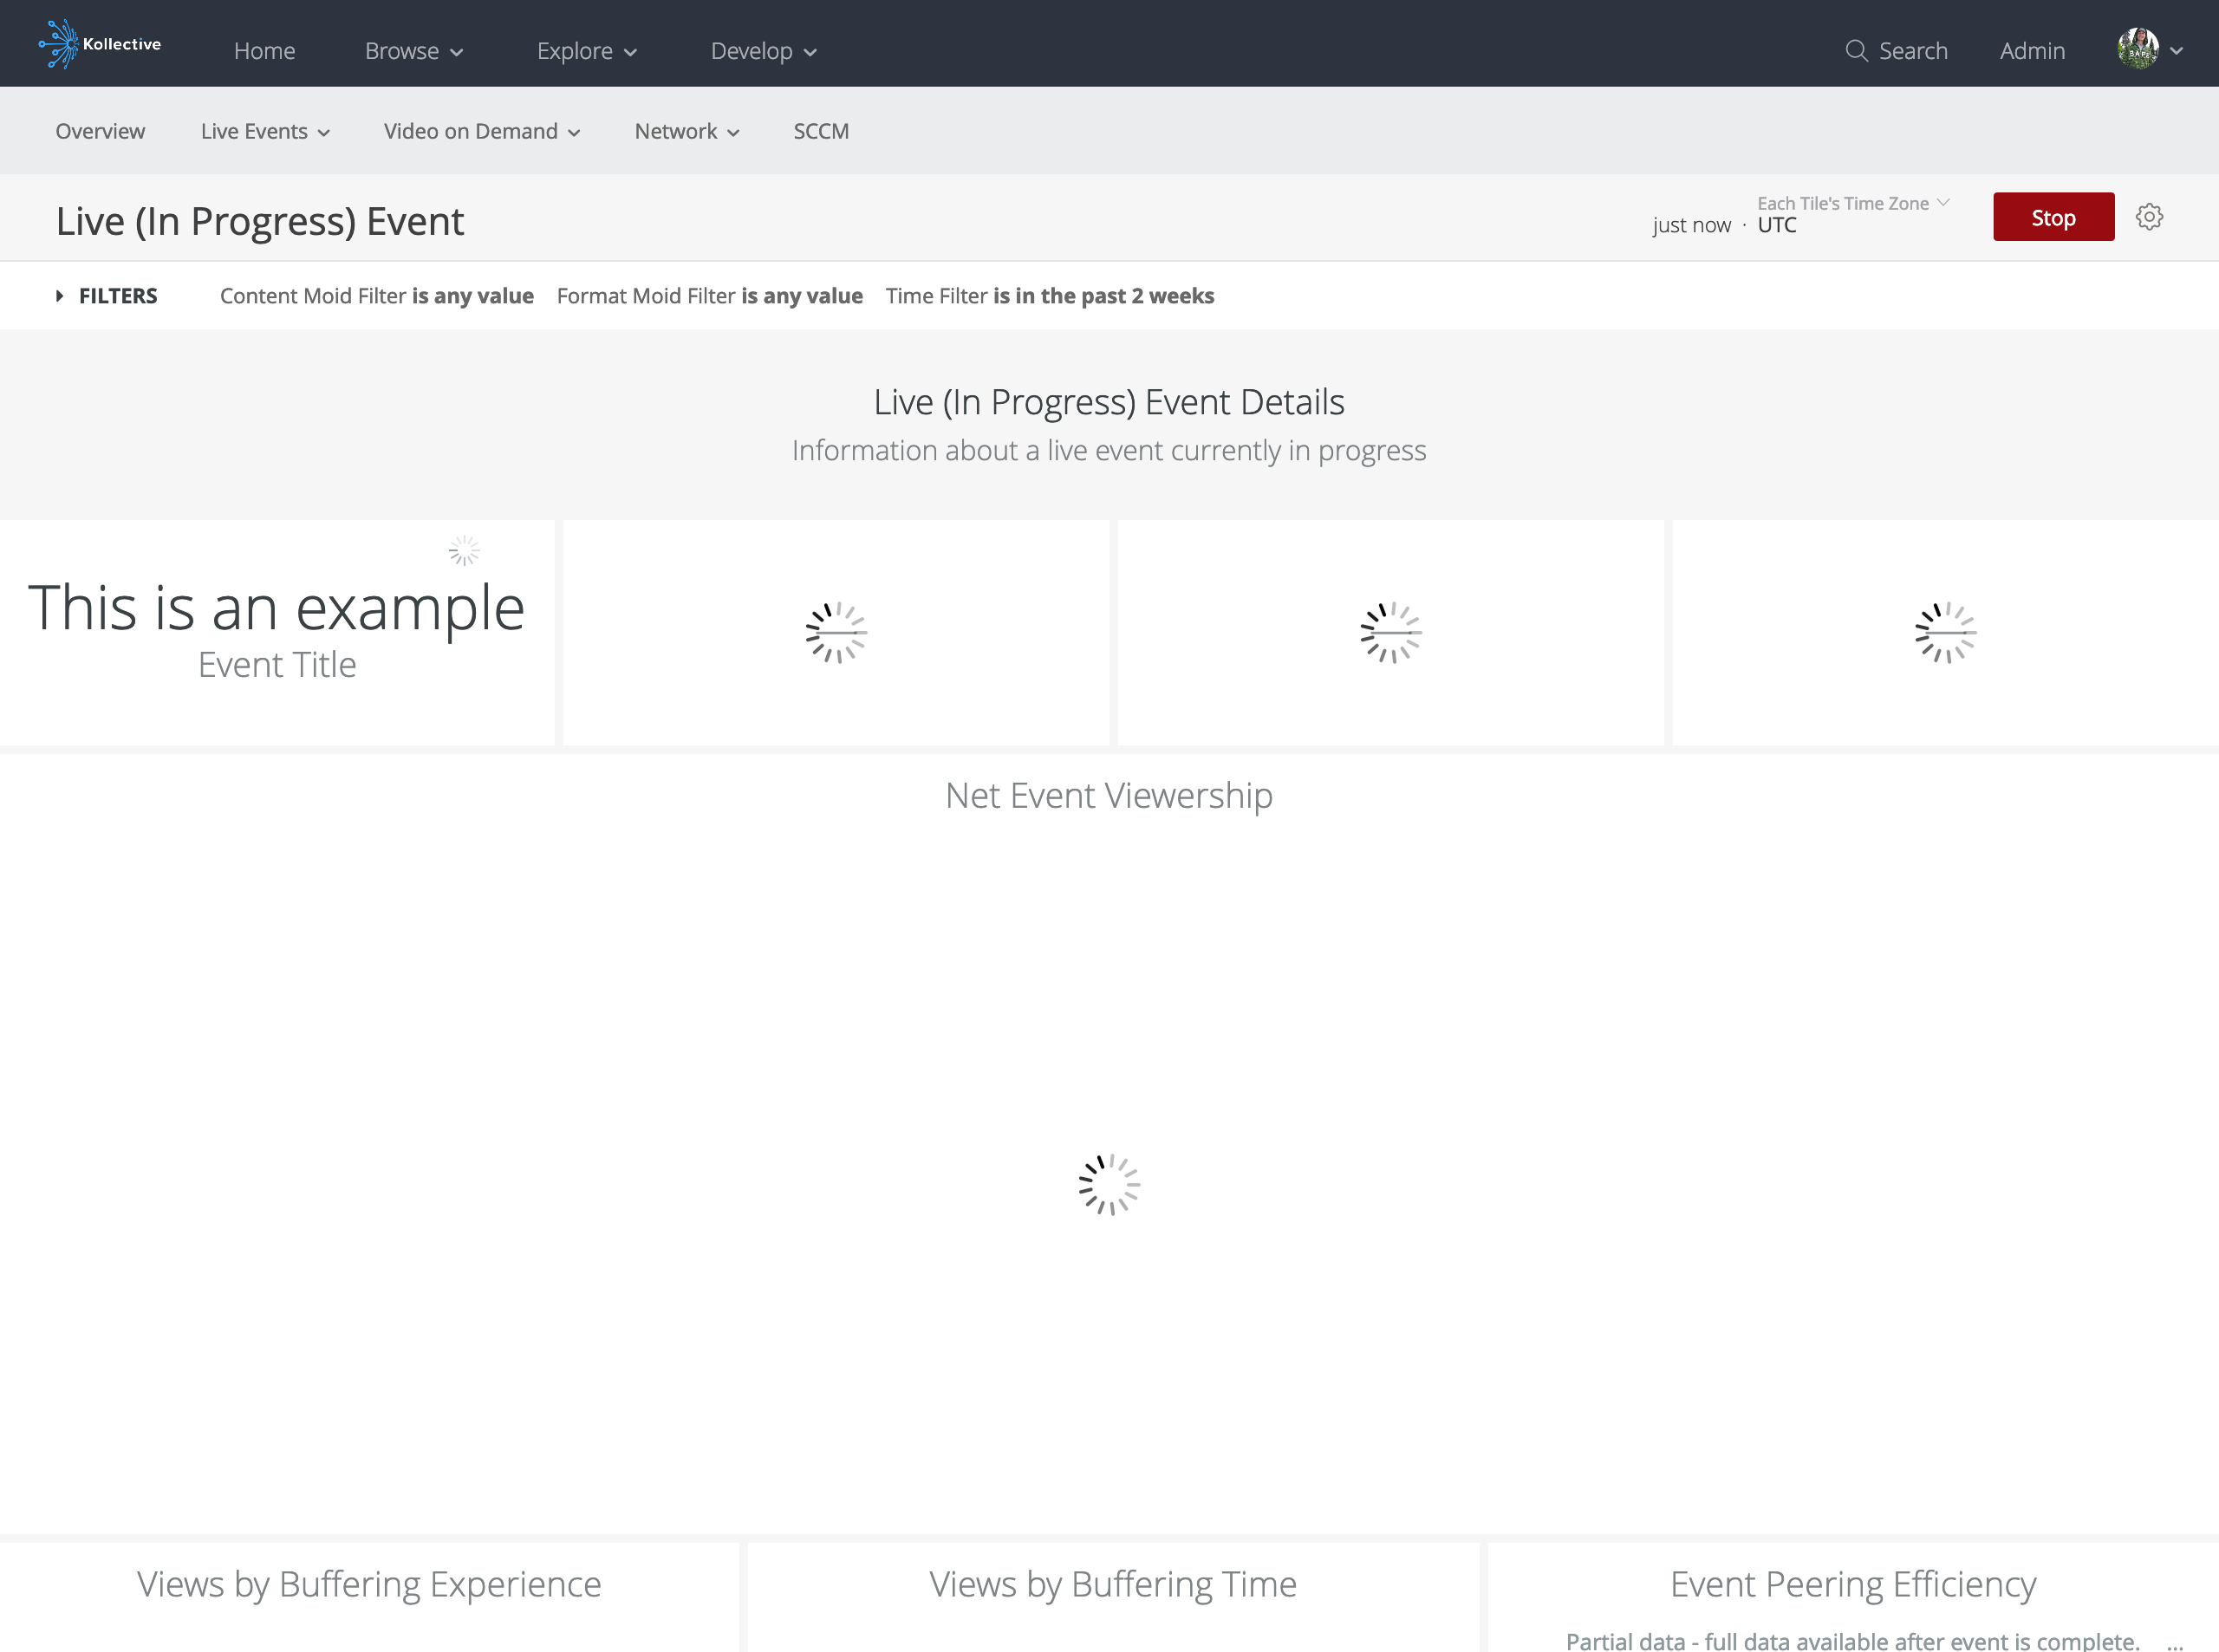 Kollective
Home Browse Explore Develop Search Admin
Overview Live Events Video on Demand Network SCCM
Live (In Progress) Event
Each Tile's Time Zone
just now · UTC
Stop
FILTERS Content Moid Filter is any value Format Moid Filter is any value Time Filter is in the past 2 weeks
Live (In Progress) Event Details
Information about a live event currently in progress
This is an example
Event Title
Net Event Viewership
Views by Buffering Experience
Views by Buffering Time
Event Peering Efficiency
Partial data - full data available after event is complete. ...